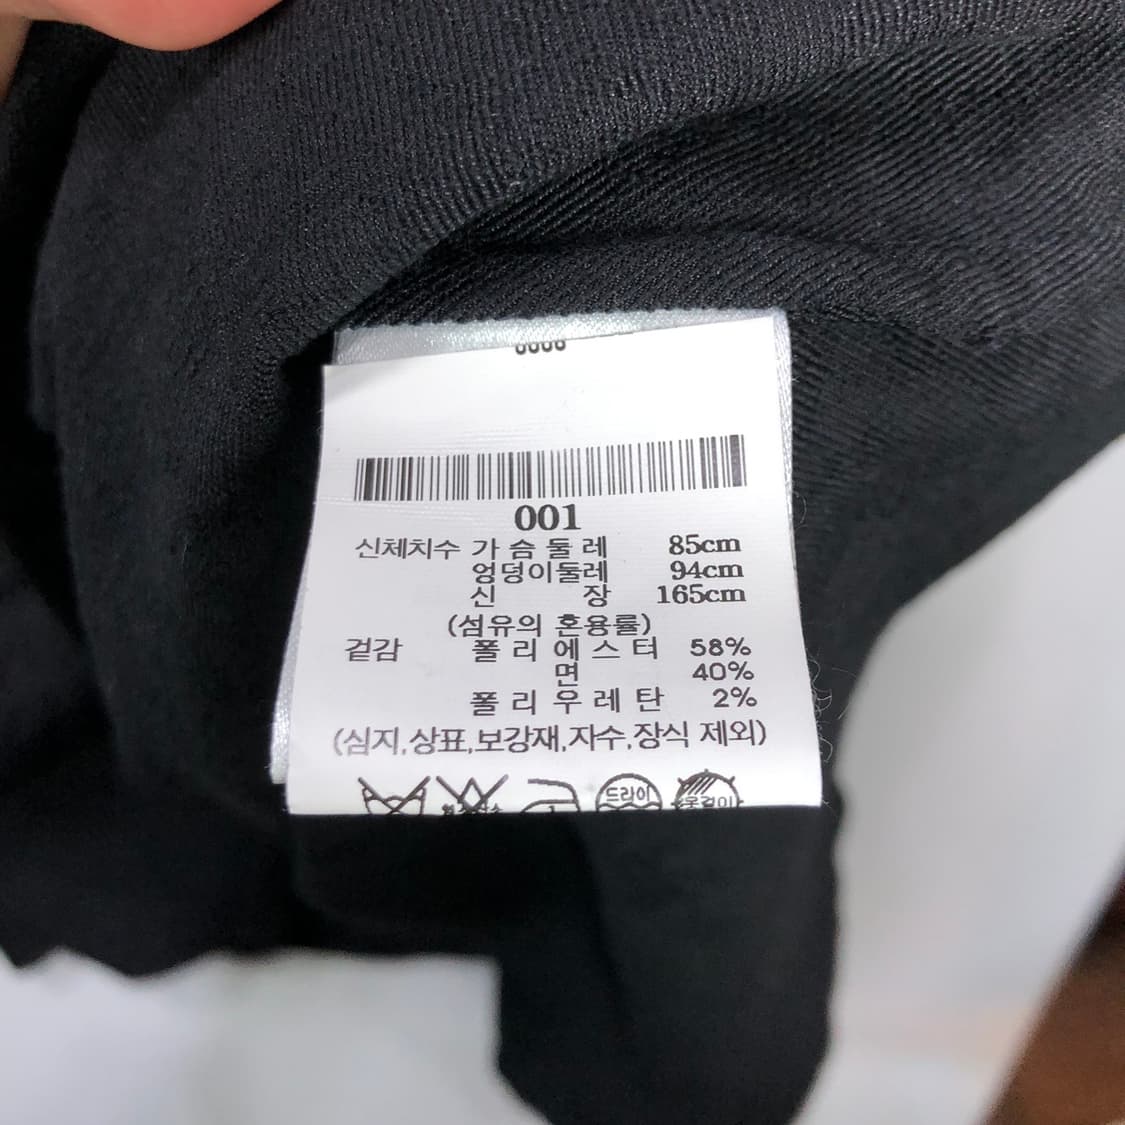 001
신체치수 가슴둘레 85cm
엉덩이둘레 94cm
신장 165cm
(섬유의 혼용률)
겉감 폴리에스터 58%
면 40%
폴리우레탄 2%
(심지,상표,보강재,자수,장식 제외)
드라이 옷걸이